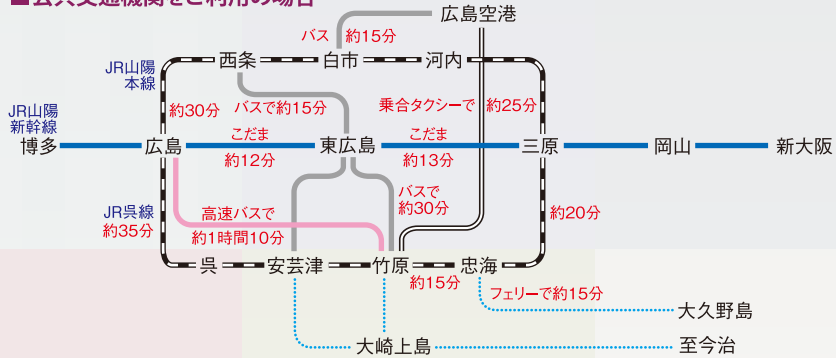 ■公共交通機関をご利用の場合
広島空港
バス 約15分
西条
白市
河内
JR山陽
本線
約30分
バスで約15分
乗合タクシーで 約25分
JR山陽
新幹線
博多
広島
こだま
約12分
東広島
こだま
約13分
三原
岡山
新大阪
JR呉線
約35分
高速バスで
約1時間10分
バスで
約30分
約20分
呉
安芸津
竹原
約15分
忠海
フェリーで約15分
大久野島
大崎上島
至今治